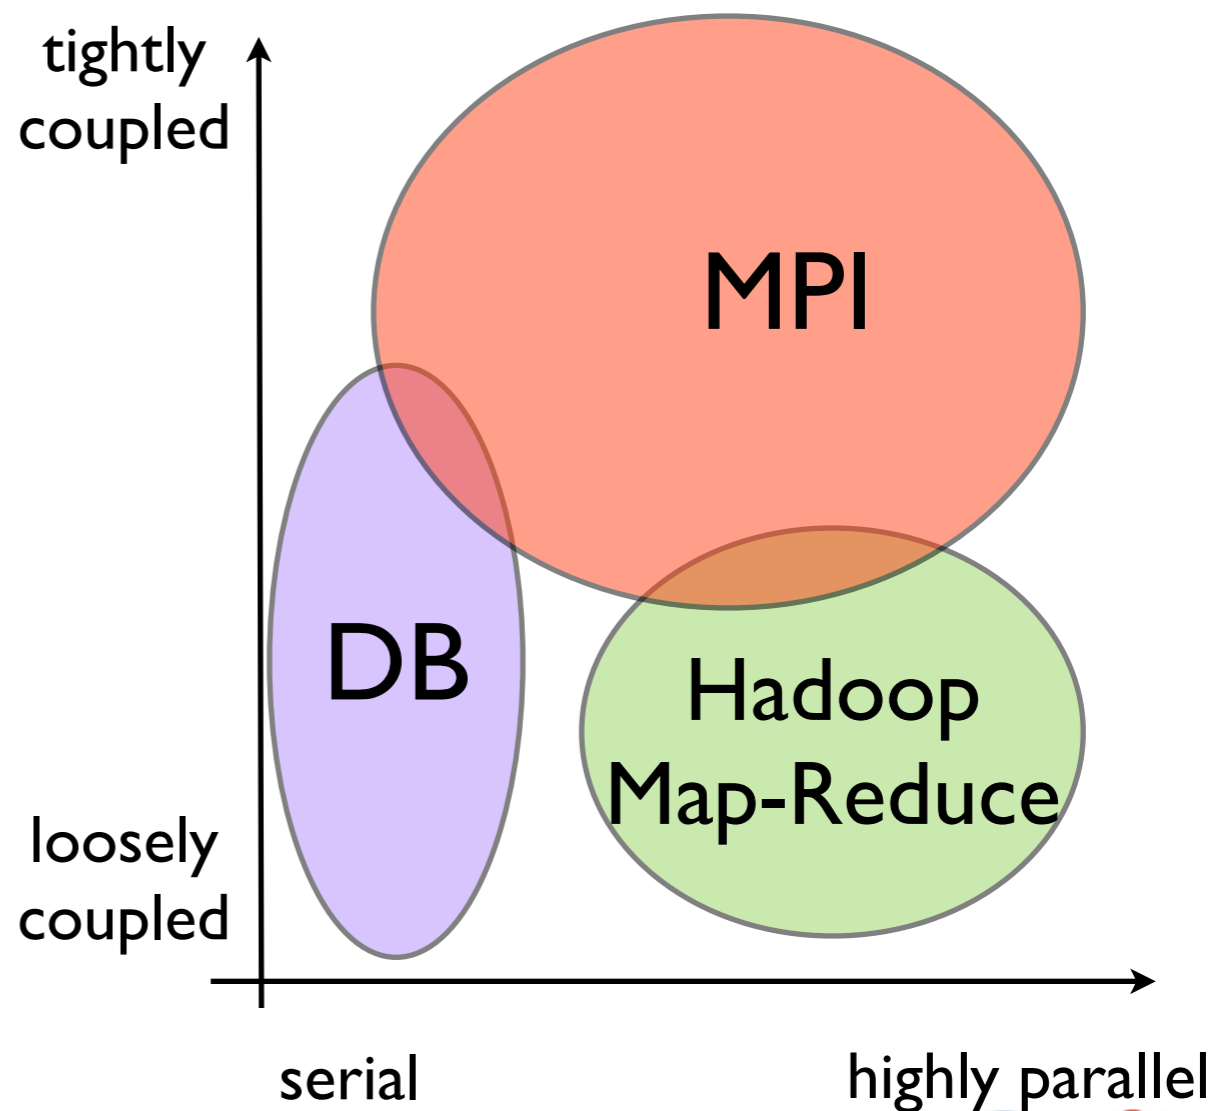 tightly
coupled
MPI
DB
Hadoop
Map-Reduce
loosely
coupled
serial
highly parallel